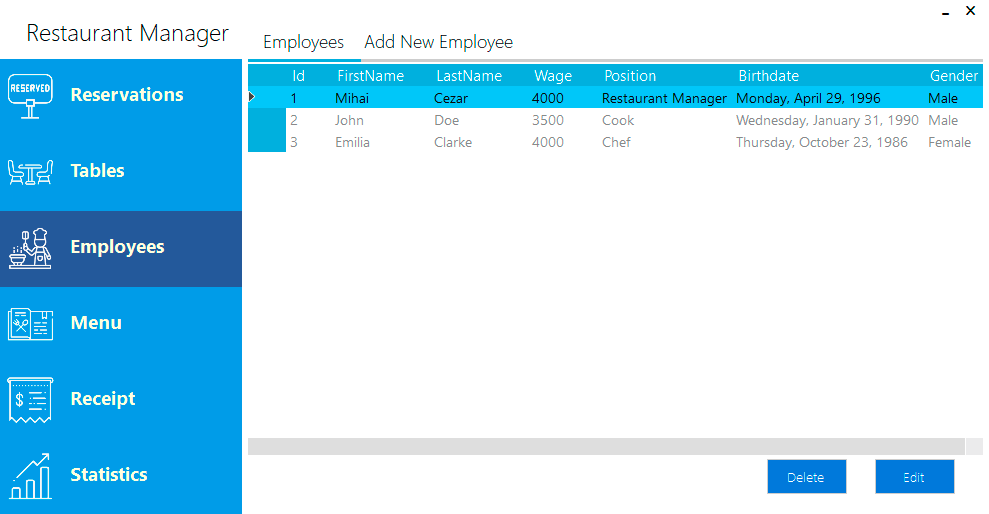 Restaurant Manager
RESERVED
Reservations
Tables
Employees
Menu
$
Receipt
Statistics
Employees Add New Employee
Id FirstName LastName Wage Position Birthdate Gender
1 Mihai Cezar 4000 Restaurant Manager Monday, April 29, 1996 Male
2 John Doe 3500 Cook Wednesday, January 31, 1990 Male
3 Emilia Clarke 4000 Chef Thursday, October 23, 1986 Female
Delete Edit